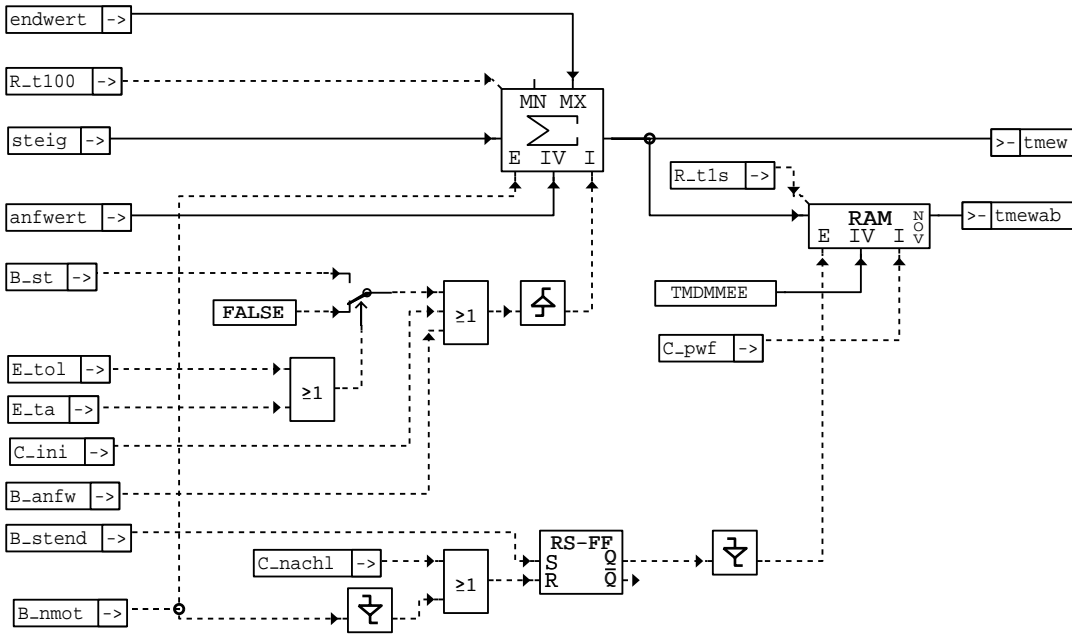 endwert ->
R_t100 ->
MN MX
steig ->
E IV I
>- tmew
R_t1s ->
anfwert ->
RAM
NOV
E IV I
>- tmewab
B_st ->
FALSE
≥1
TMDMMEE
C_pwf ->
E_tol ->
≥1
E_ta ->
C_ini ->
B_anfw ->
B_stend ->
RS-FF
C_nachl ->
S Q
≥1
R Q
B_nmot ->